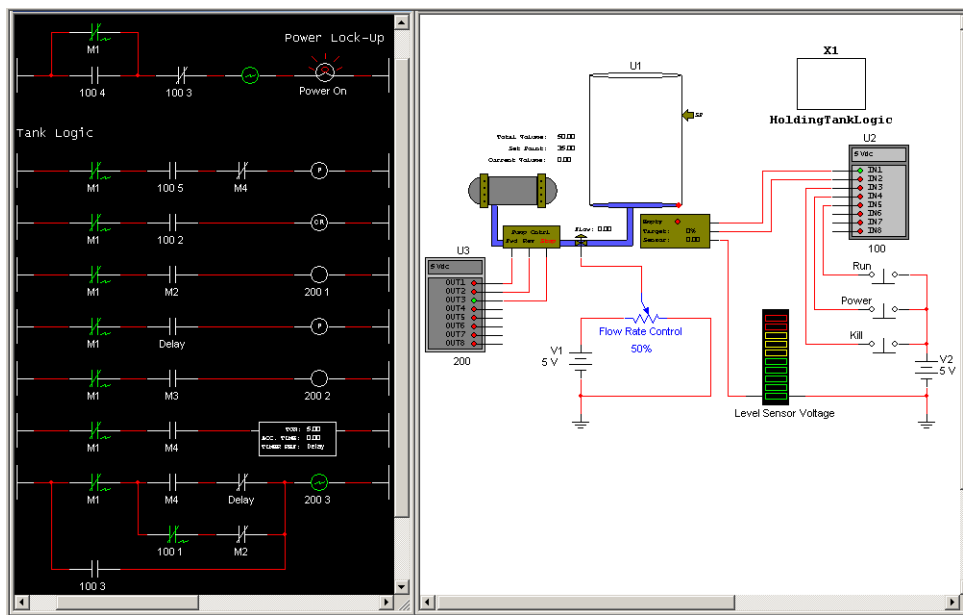 Power Lock-Up
M1
100 4
100 3
Power On
Tank Logic
M1
100 5
M4
P
M1
100 2
CR
M1
M2
200 1
M1
Delay
P
M1
M3
200 2
M1
M4
TON: 5.00
ACC. TIME: 0.00
TIMER REF: Delay
M1
M4
Delay
200 3
100 1
M2
100 3
U1
SP
Total Volume: 50.00
Set Point: 35.00
Current Volume: 0.00
Pump Cntrl
Fwd Rev Stop
Flow: 0.00
Empty
Target: 0%
Sensor: 0.00
X1
HoldingTankLogic
U2
5 Vdc
IN1
IN2
IN3
IN4
IN5
IN6
IN7
IN8
100
U3
5 Vdc
OUT1
OUT2
OUT3
OUT4
OUT5
OUT6
OUT7
OUT8
200
Run
Power
Kill
Flow Rate Control
50%
V1
5 V
V2
5 V
Level Sensor Voltage